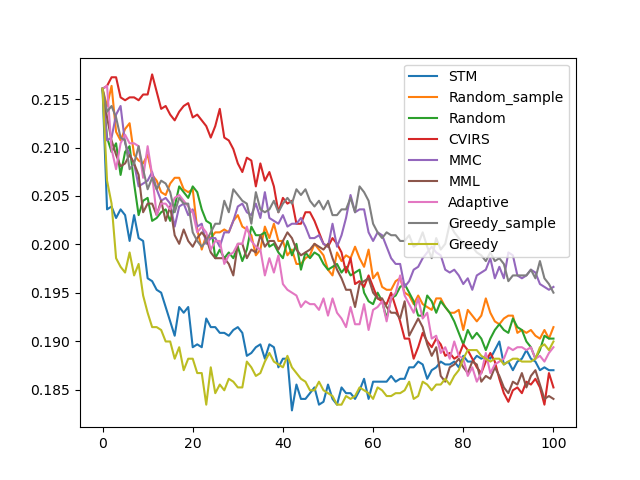 0.215
0.210
0.205
0.200
0.195
0.190
0.185
0
20
40
60
80
100
STM
Random_sample
Random
CVIRS
MMC
MML
Adaptive
Greedy_sample
Greedy